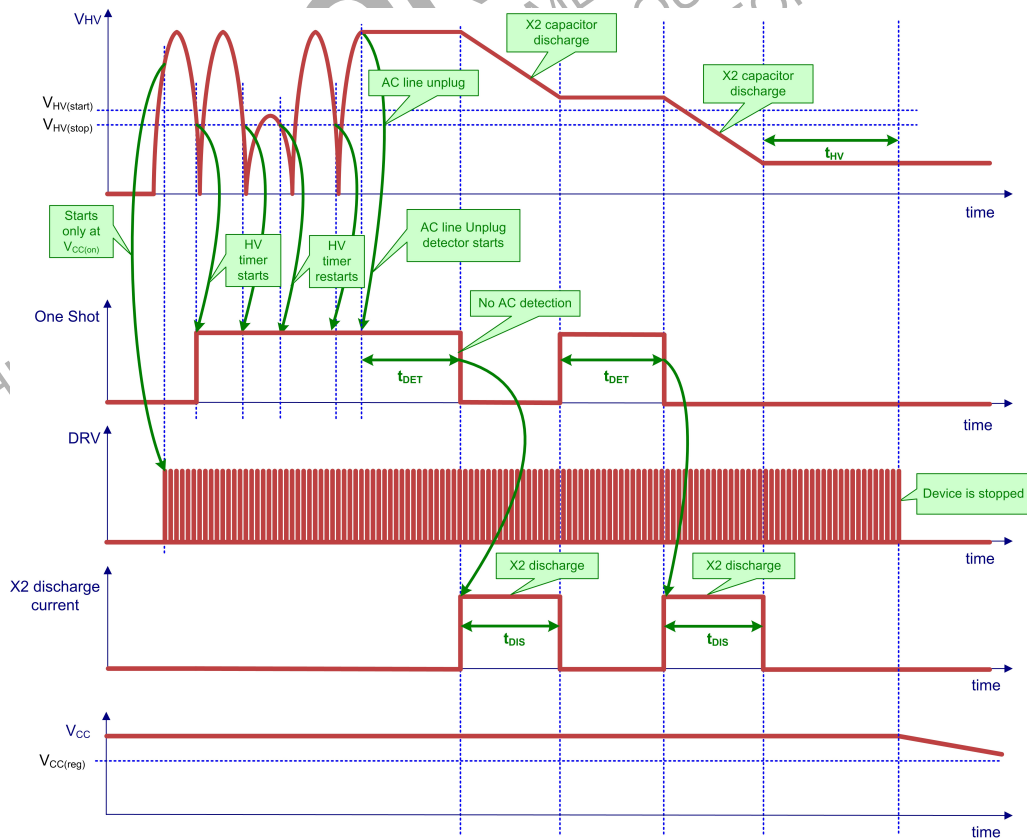 VHV
X2 capacitor
discharge
X2 capacitor
discharge
AC line unplug
VHV(start)
VHV(stop)
tHV
time
Starts
only at
VCC(on)
HV
timer
starts
HV
timer
restarts
AC line Unplug
detector starts
One Shot
No AC detection
tDET
tDET
time
DRV
Device is stopped
time
X2 discharge
current
X2 discharge
X2 discharge
tDIS
tDIS
time
VCC
VCC(reg)
time